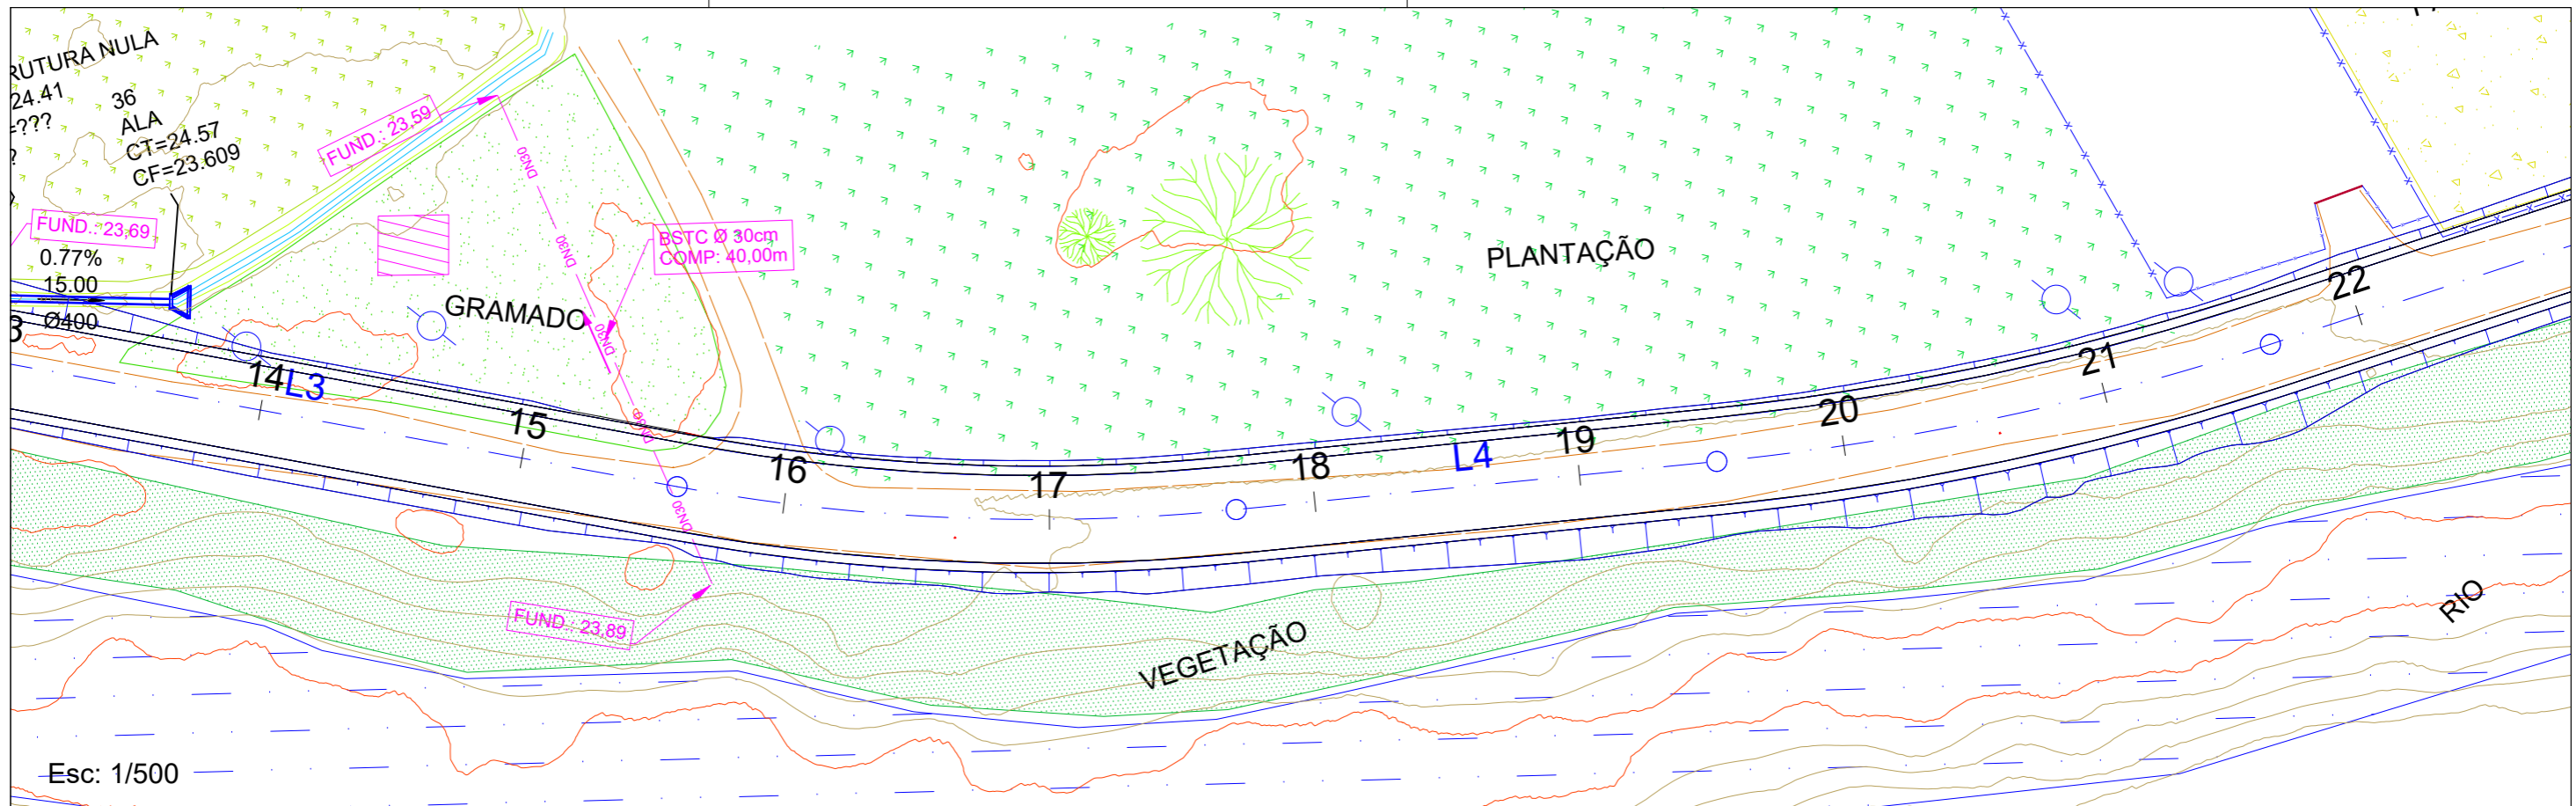 RUTURA NULA
24.41
=???
?
36
ALA
CT=24.57
CF=23.609
FUND.: 23,59
FUND.: 23,69
0.77%
15.00
Ø400
3
DN30
DN30
DN30
DN30
DN30
BSTC Ø 30cm
COMP: 40,00m
GRAMADO
PLANTAÇÃO
14
L3
15
16
17
18
L4
19
20
21
22
FUND.: 23,89
VEGETAÇÃO
RIO
Esc: 1/500